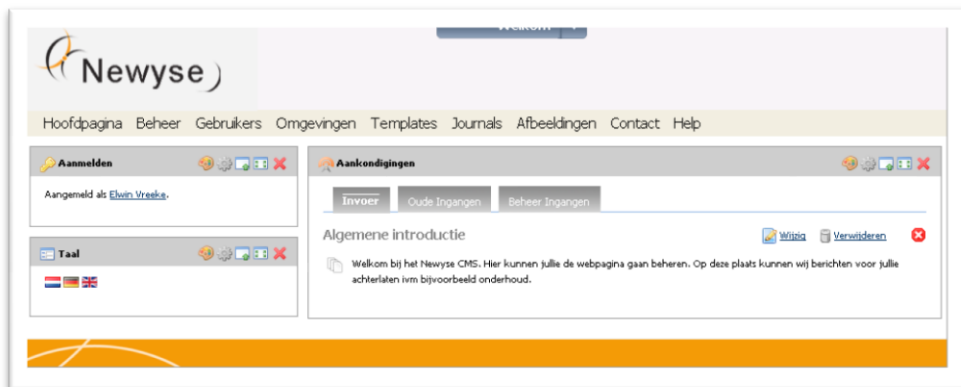 Welkom
Newyse
Hoofdpagina Beheer Gebruikers Omgevingen Templates Journals Afbeeldingen Contact Help
Aanmelden
Aangemeld als Elwin Vreeke.
Taal
Aankondigingen
Invoer Oude Ingangen Beheer Ingangen
Algemene introductie Wijzig Verwijderen
Welkom bij het Newyse CMS. Hier kunnen jullie de webpagina gaan beheren. Op deze plaats kunnen wij berichten voor jullie
achterlaten ivm bijvoorbeeld onderhoud.